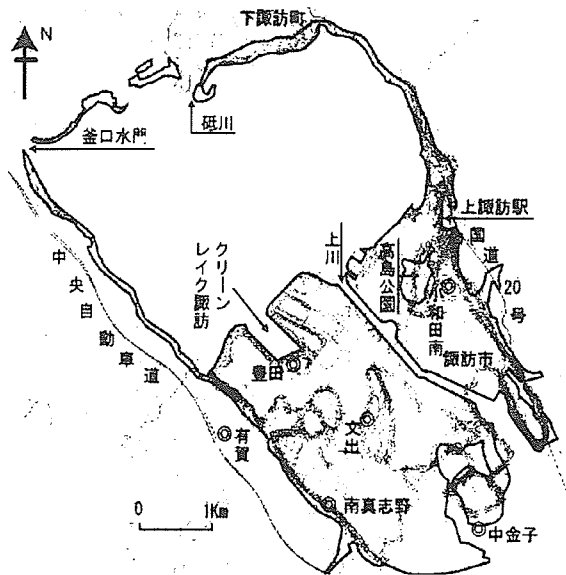 下諏訪町
N
砥川
釜口水門
上諏訪駅
国道20号
上川
高島公園
小和田南
クリーン
レイク諏訪
中央自動車道
諏訪市
豊田
文出
有賀
0 1Km
南真志野
中金子